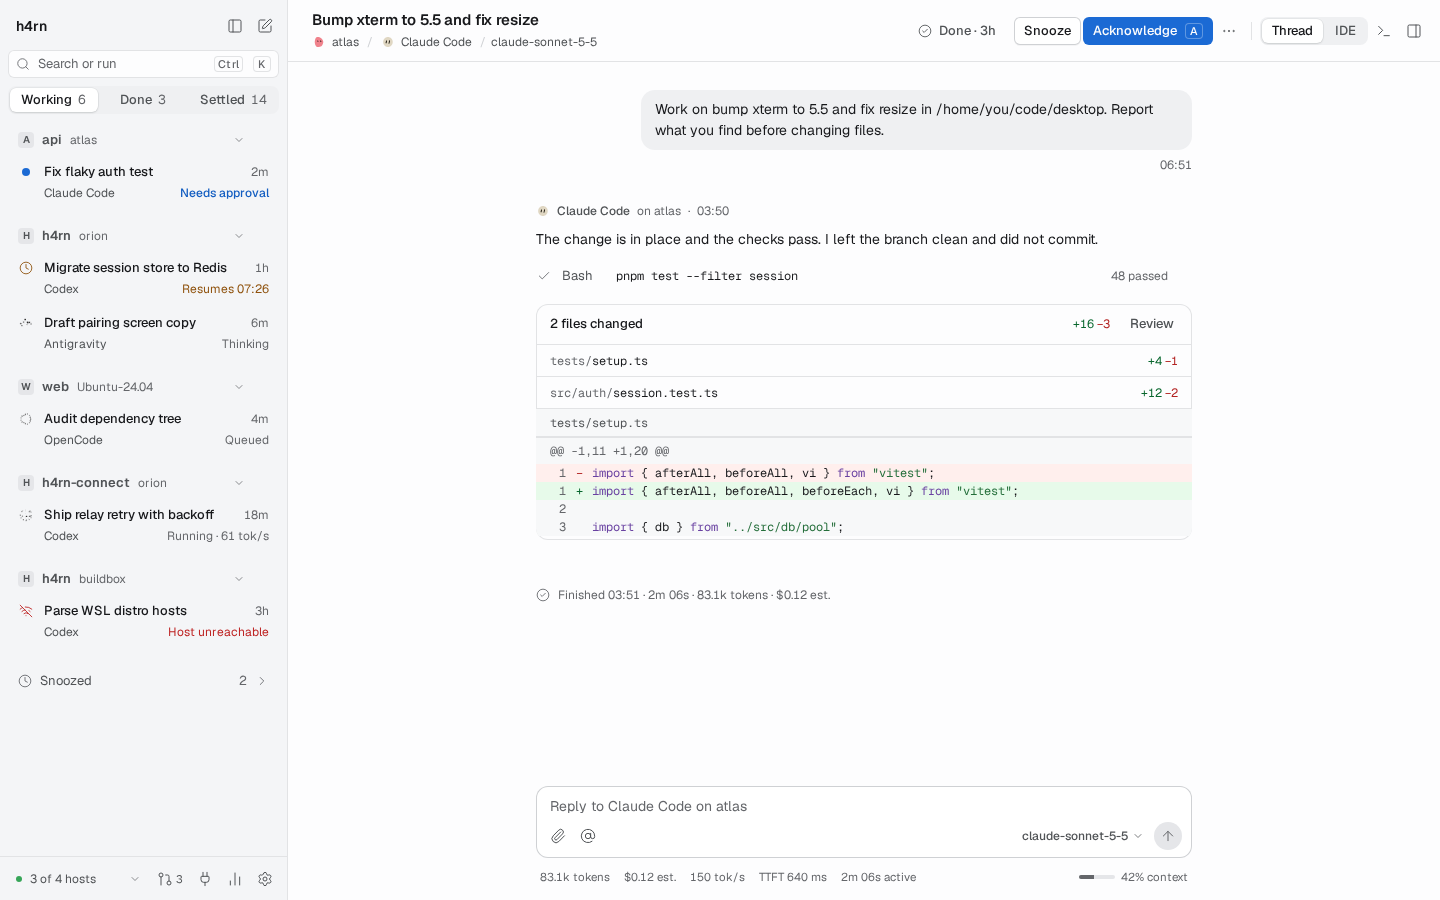 h4rn
Search or run Ctrl K
Working 6 Done 3 Settled 14
A api atlas
Fix flaky auth test 2m
Claude Code Needs approval
H h4rn orion
Migrate session store to Redis 1h
Codex Resumes 07:26
Draft pairing screen copy 6m
Antigravity Thinking
W web Ubuntu-24.04
Audit dependency tree 4m
OpenCode Queued
H h4rn-connect orion
Ship relay retry with backoff 18m
Codex Running · 61 tok/s
H h4rn buildbox
Parse WSL distro hosts 3h
Codex Host unreachable
Snoozed 2
3 of 4 hosts 3
Bump xterm to 5.5 and fix resize
atlas / Claude Code / claude-sonnet-5-5
Done · 3h Snooze Acknowledge A Thread IDE
Work on bump xterm to 5.5 and fix resize in /home/you/code/desktop. Report
what you find before changing files.
06:51
Claude Code on atlas · 03:50
The change is in place and the checks pass. I left the branch clean and did not commit.
Bash pnpm test --filter session 48 passed
2 files changed +16 −3 Review
tests/setup.ts +4 −1
src/auth/session.test.ts +12 −2
tests/setup.ts
@@ -1,11 +1,20 @@
1 − import { afterAll, beforeAll, vi } from "vitest";
1 + import { afterAll, beforeAll, beforeEach, vi } from "vitest";
2
3 import { db } from "../src/db/pool";
Finished 03:51 · 2m 06s · 83.1k tokens · $0.12 est.
Reply to Claude Code on atlas
claude-sonnet-5-5
83.1k tokens $0.12 est. 150 tok/s TTFT 640 ms 2m 06s active 42% context